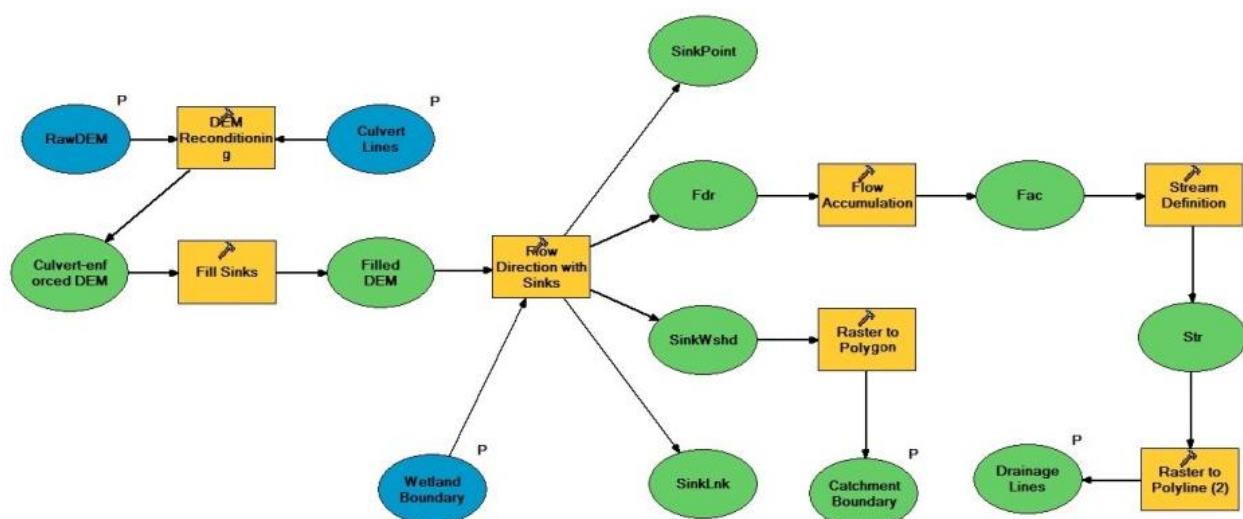 SinkPoint
P
RawDEM
DEM
Reconditionin
g
P
Culvert
Lines
Fdr
Flow
Accumulation
Fac
Stream
Definition
Culvert-enf
orced DEM
Fill Sinks
Filled
DEM
Flow
Direction with
Sinks
SinkWshd
Raster to
Polygon
Str
P
Wetland
Boundary
SinkLnk
P
Catchment
Boundary
P
Drainage
Lines
Raster to
Polyline (2)